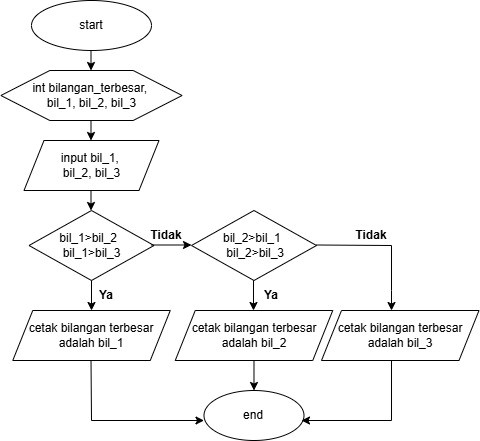 start
int bilangan_terbesar,
bil_1, bil_2, bil_3
input bil_1,
bil_2, bil_3
bil_1>bil_2
bil_1>bil_3
Tidak
bil_2>bil_1
bil_2>bil_3
Tidak
Ya
Ya
cetak bilangan terbesar
adalah bil_1
cetak bilangan terbesar
adalah bil_2
cetak bilangan terbesar
adalah bil_3
end